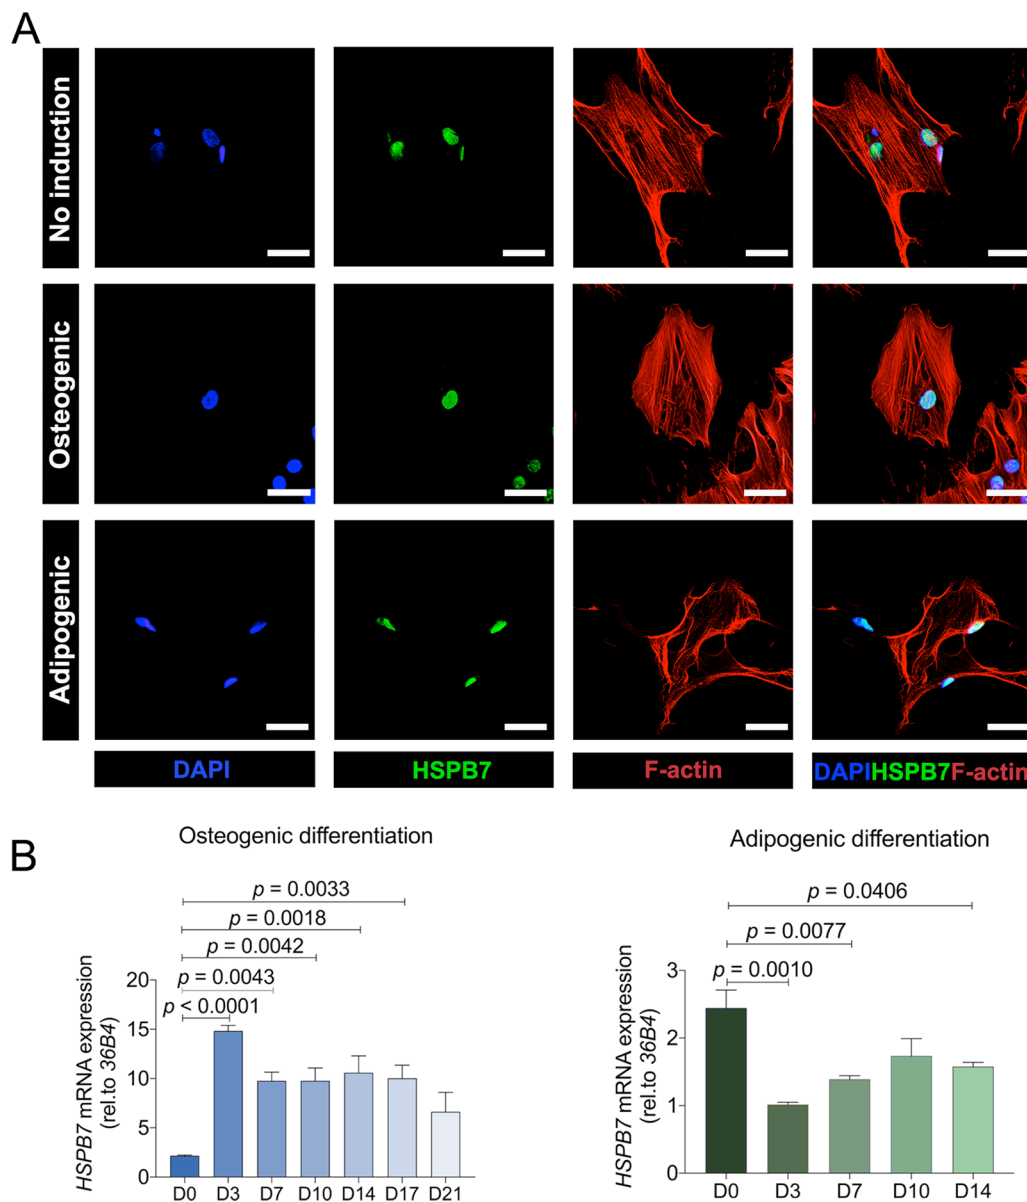 A
No induction
Osteogenic
Adipogenic
DAPI
HSPB7
F-actin
DAPIHSPB7F-actin
B
Osteogenic differentiation
p = 0.0033
p = 0.0018
p = 0.0042
p = 0.0043
p < 0.0001
HSPB7 mRNA expression
(rel.to 36B4)
20
15
10
5
0
D0 D3 D7 D10 D14 D17 D21
Adipogenic differentiation
p = 0.0406
p = 0.0077
p = 0.0010
HSPB7 mRNA expression
(rel.to 36B4)
3
2
1
0
D0 D3 D7 D10 D14